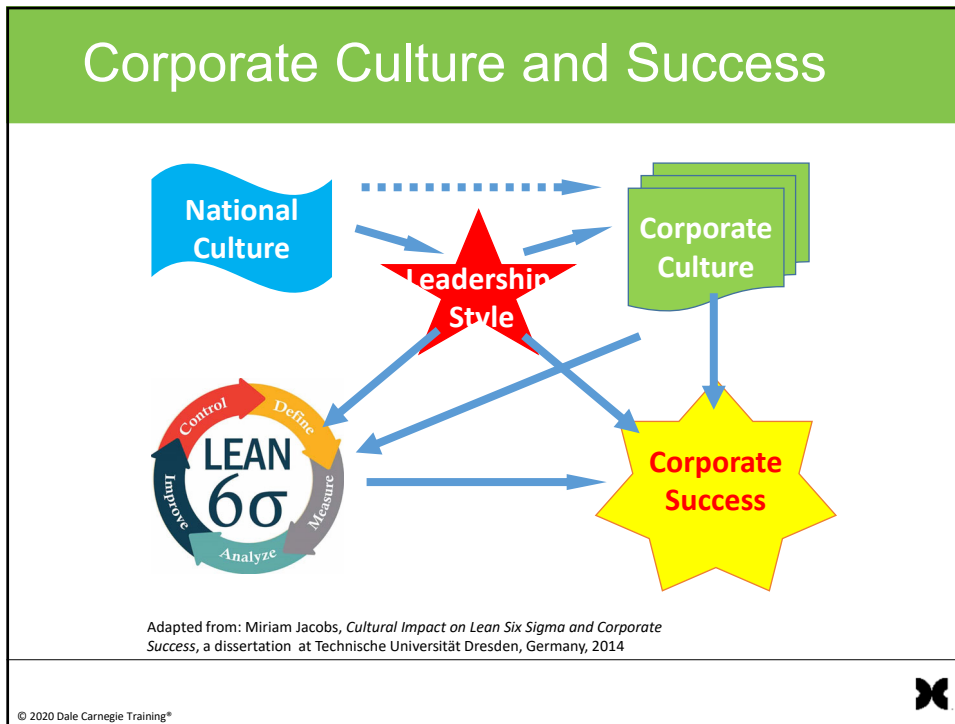 Corporate Culture and Success
National
Culture
Leadership
Style
Corporate
Culture
Control
Define
Measure
Analyze
Improve
LEAN
6σ
Corporate
Success
Adapted from: Miriam Jacobs, Cultural Impact on Lean Six Sigma and Corporate
Success, a dissertation at Technische Universität Dresden, Germany, 2014
© 2020 Dale Carnegie Training®